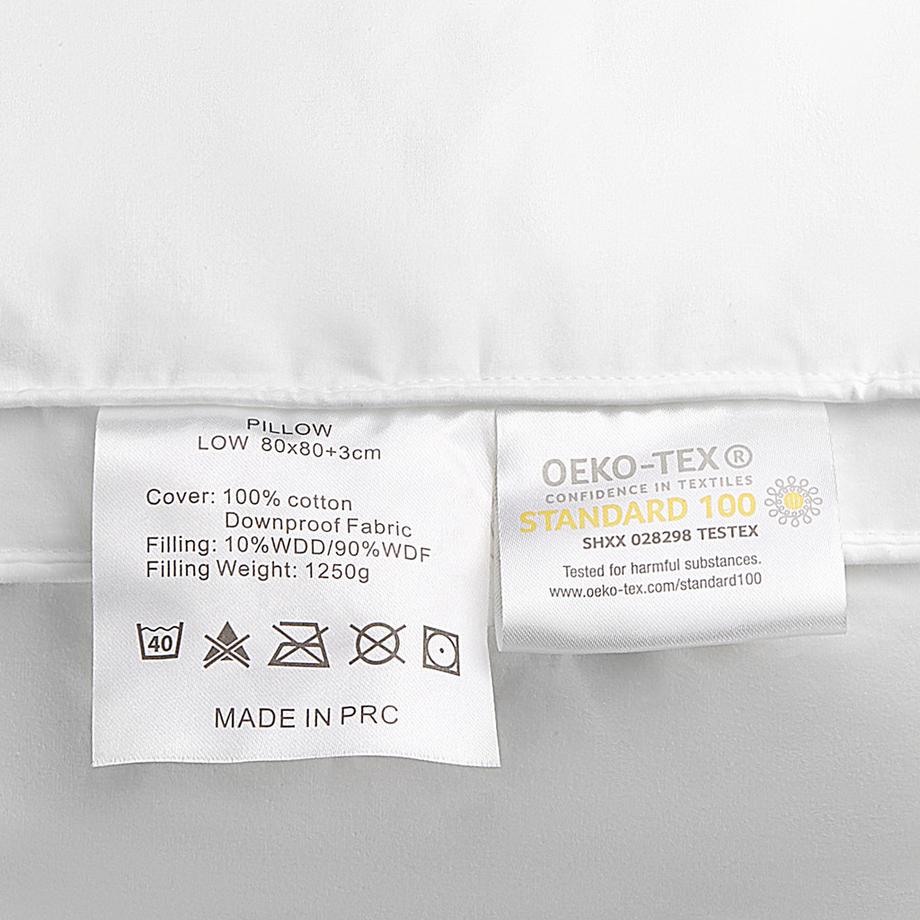 PILLOW
LOW 80x80+3cm
Cover: 100% cotton
Downproof Fabric
Filling: 10%WDD/90%WDF
Filling Weight: 1250g
40
MADE IN PRC
OEKO-TEX®
CONFIDENCE IN TEXTILES
STANDARD 100
SHXX 028298 TESTEX
Tested for harmful substances.
www.oeko-tex.com/standard100